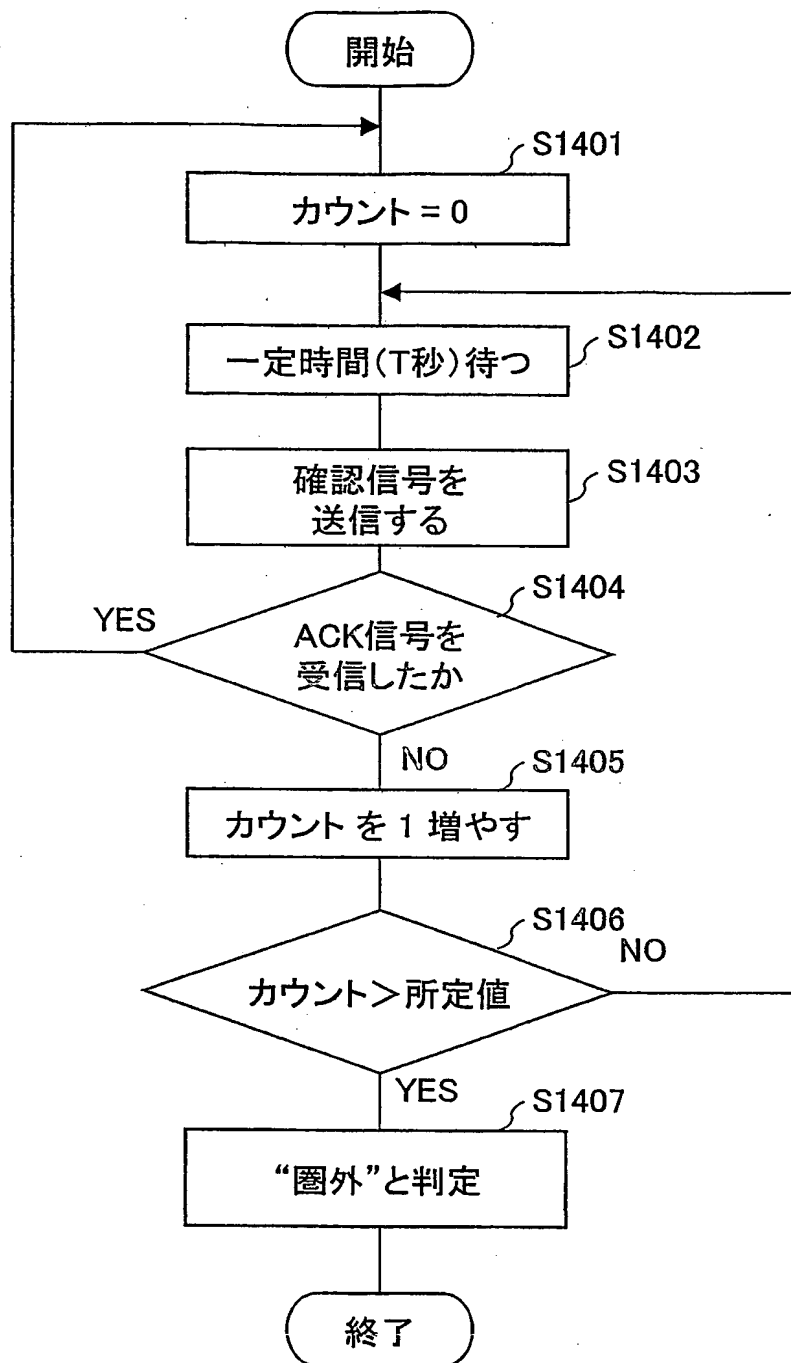 開始
S1401
カウント = 0
S1402
一定時間(T秒)待つ
S1403
確認信号を
送信する
S1404
YES
ACK信号を
受信したか
NO
S1405
カウント を 1 増やす
S1406
NO
カウント>所定値
YES
S1407
“圏外”と判定
終了